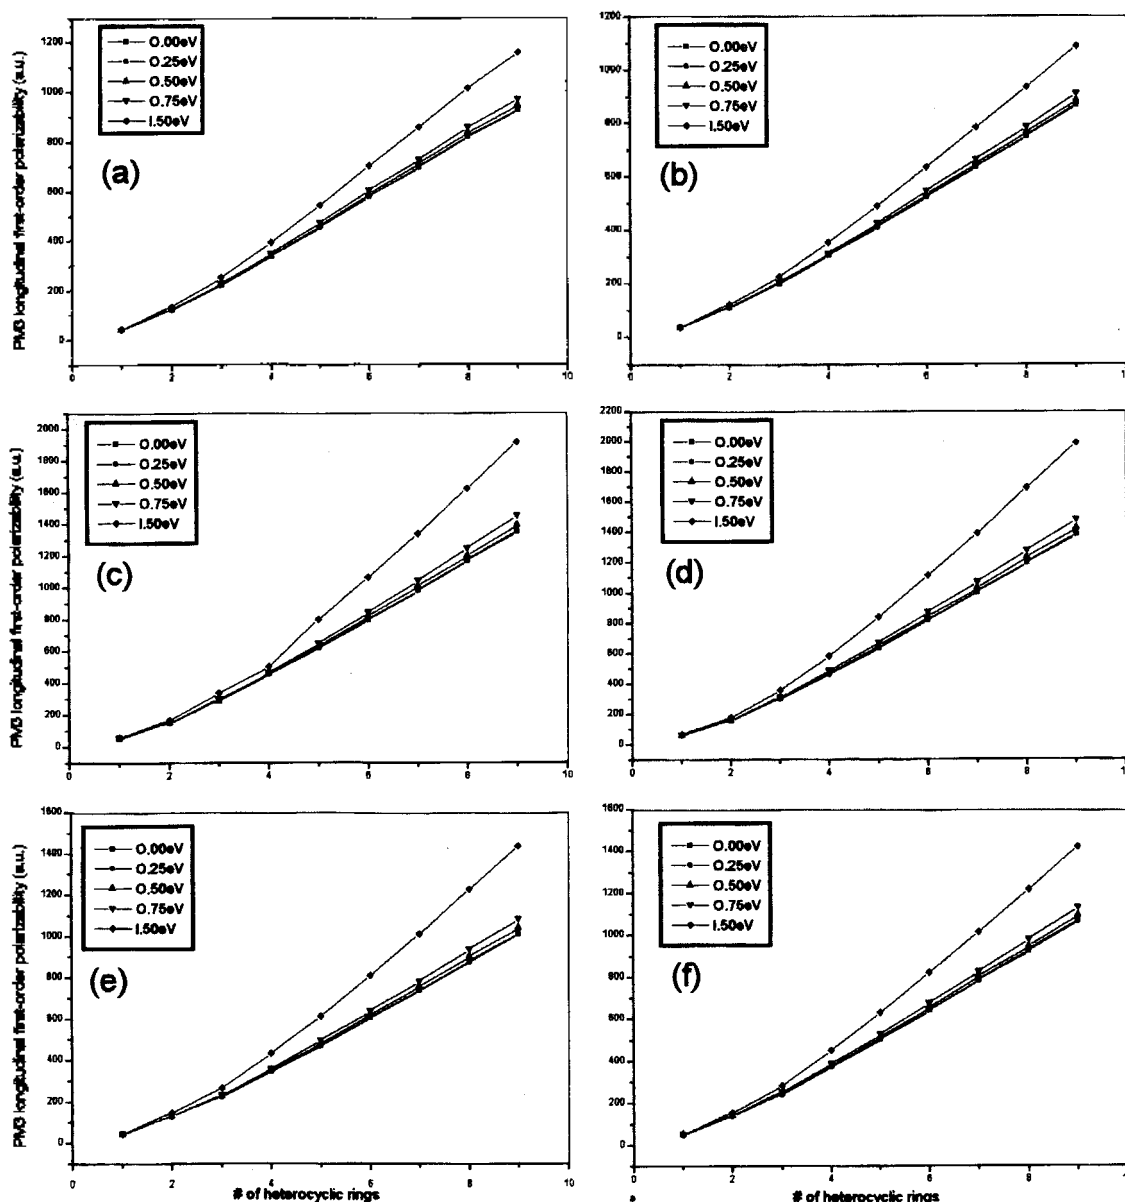 PM3 longitudinal first-order polarizability (a.u.)
1200
1000
800
600
400
200
0
0.00eV
0.25eV
0.50eV
0.75eV
1.50eV
(a)
0 2 4 6 8 10
1200
1000
800
600
400
200
0
0.00eV
0.25eV
0.50eV
0.75eV
1.50eV
(b)
0 2 4 6 8 1
PM3 longitudinal first-order polarizability (a.u.)
2000
1800
1600
1400
1200
1000
800
600
400
200
0
0.00eV
0.25eV
0.50eV
0.75eV
1.50eV
(c)
0 2 4 6 8 10
2200
2000
1800
1600
1400
1200
1000
800
600
400
200
0
0.00eV
0.25eV
0.50eV
0.75eV
1.50eV
(d)
0 2 4 6 8 1
PM3 longitudinal first-order polarizability (a.u.)
1600
1400
1200
1000
800
600
400
200
0
0.00eV
0.25eV
0.50eV
0.75eV
1.50eV
(e)
0 2 4 6 8 10
# of heterocyclic rings
1600
1400
1200
1000
800
600
400
200
0
0.00eV
0.25eV
0.50eV
0.75eV
1.50eV
(f)
2 4 6 8 1
# of heterocyclic rings